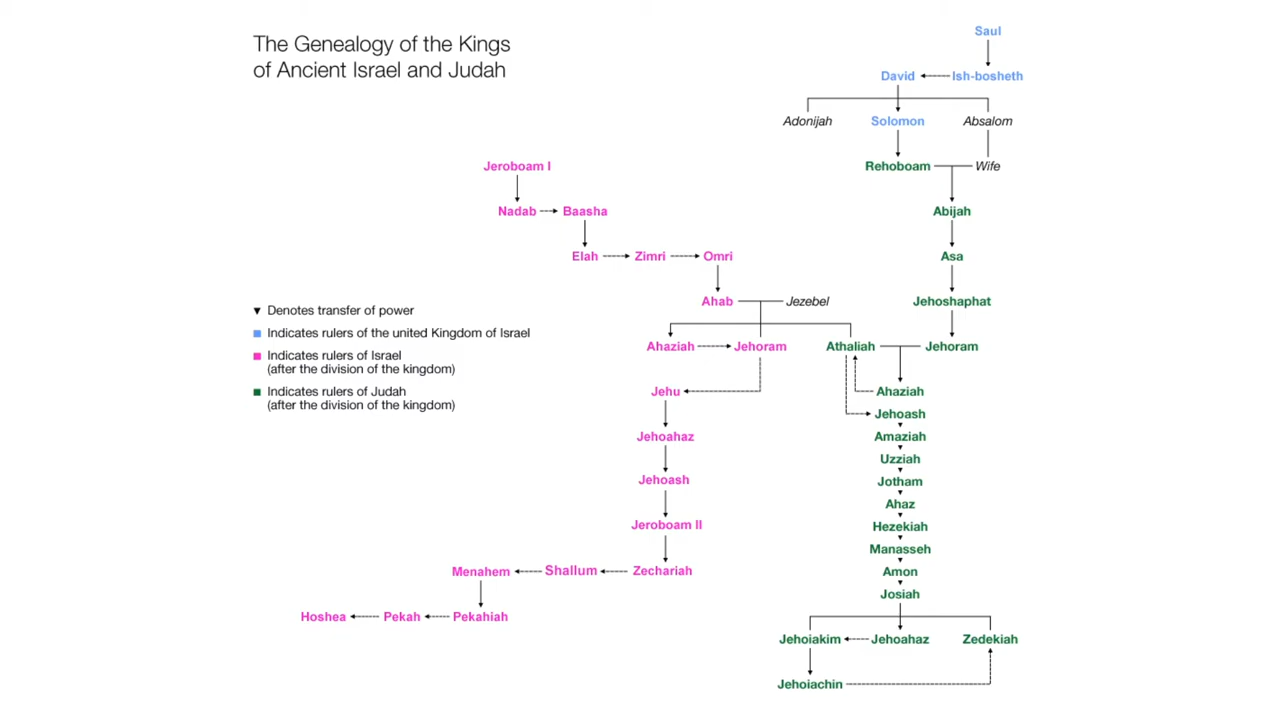 The Genealogy of the Kings
of Ancient Israel and Judah
Saul
David
Ish-bosheth
Adonijah
Solomon
Absalom
Jeroboam I
Rehoboam
Wife
Nadab
Baasha
Abijah
Elah
Zimri
Omri
Asa
Ahab
Jezebel
Jehoshaphat
Denotes transfer of power
Indicates rulers of the united Kingdom of Israel
Indicates rulers of Israel
(after the division of the kingdom)
Indicates rulers of Judah
(after the division of the kingdom)
Ahaziah
Jehoram
Athaliah
Jehoram
Jehu
Ahaziah
Jehoash
Jehoahaz
Amaziah
Uzziah
Jehoash
Jotham
Ahaz
Jeroboam II
Hezekiah
Manasseh
Menahem
Shallum
Zechariah
Amon
Josiah
Hoshea
Pekah
Pekahiah
Jehoiakim
Jehoahaz
Zedekiah
Jehoiachin